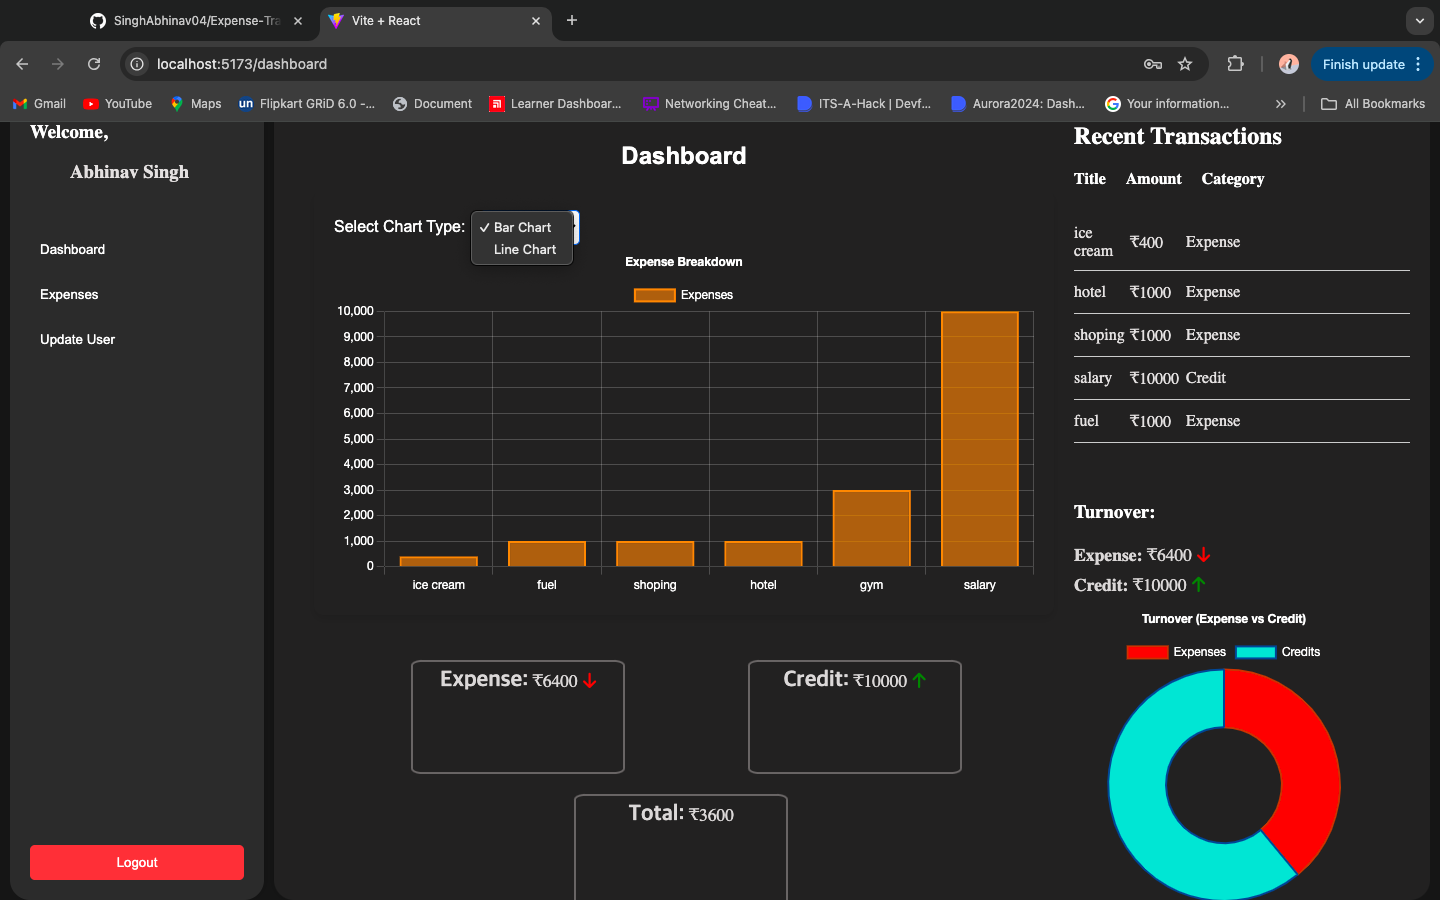 SinghAbhinav04/Expense-Tra
Vite + React
localhost:5173/dashboard
Finish update
Gmail
YouTube
Maps
un Flipkart GRiD 6.0 -...
Document
Learner Dashboar...
Networking Cheat...
ITS-A-Hack | Devf...
Aurora2024: Dash...
Your information...
All Bookmarks
Welcome,
Abhinav Singh
Dashboard
Expenses
Update User
Logout
Dashboard
Select Chart Type:
✓ Bar Chart
Line Chart
Expense Breakdown
Expenses
10,000
9,000
8,000
7,000
6,000
5,000
4,000
3,000
2,000
1,000
0
ice cream fuel shoping hotel gym salary
Expense: ₹6400
Credit: ₹10000
Total: ₹3600
Recent Transactions
Title Amount Category
ice cream ₹400 Expense
hotel ₹1000 Expense
shoping ₹1000 Expense
salary ₹10000 Credit
fuel ₹1000 Expense
Turnover:
Expense: ₹6400
Credit: ₹10000
Turnover (Expense vs Credit)
Expenses Credits